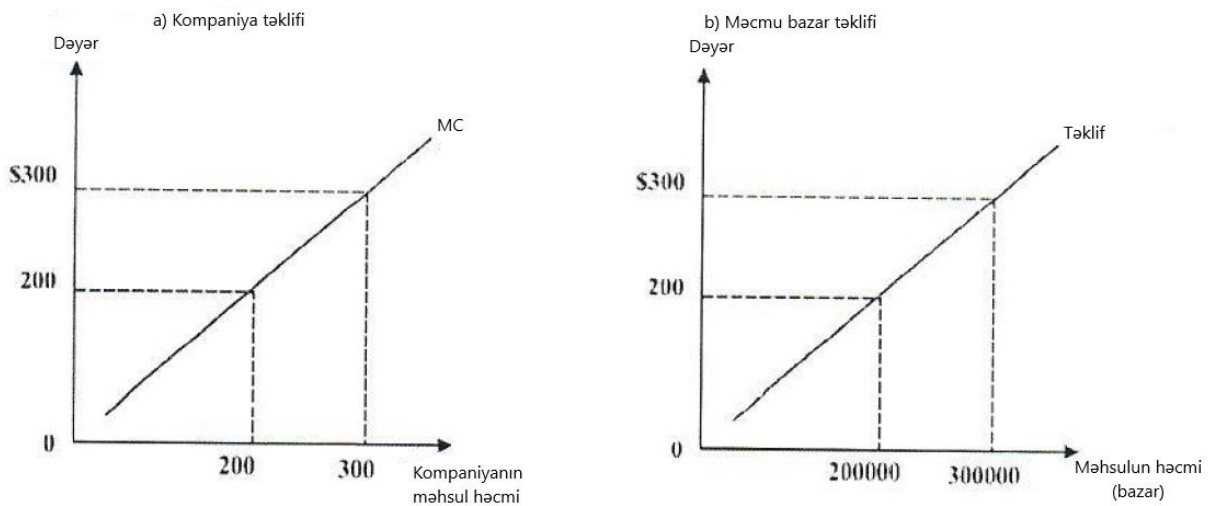 a) Kompaniya təklifi
Dəyər
MC
$300
200
0
200
300
Kompaniyanın
məhsul həcmi
b) Məcmu bazar təklifi
Dəyər
Təklif
$300
200
0
200000
300000
Məhsulun həcmi
(bazar)